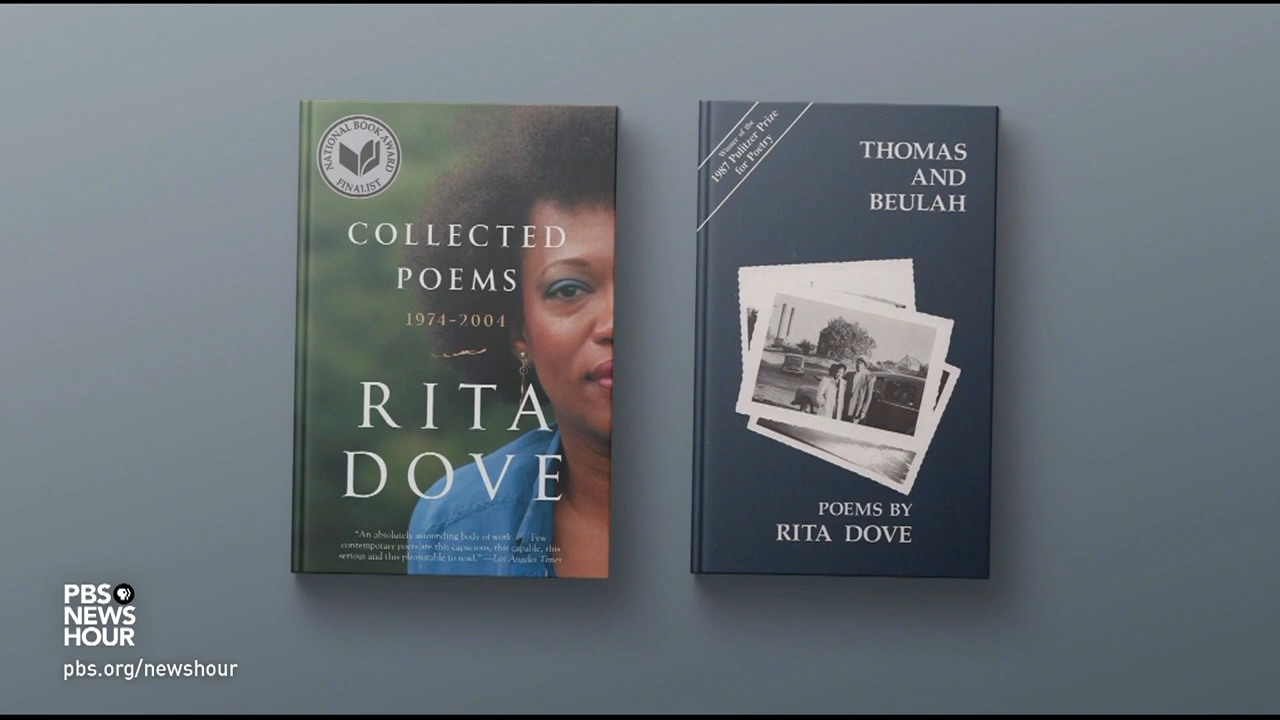 NATIONAL BOOK AWARD
FINALIST
COLLECTED
POEMS
1974-2004
RITA
DOVE
"An absolutely astounding body of work. . . . Few
contemporary poets are this capacious, this capable, this
serious and this pleasurable to read." —Los Angeles Times
Winner of the
1987 Pulitzer Prize
for Poetry
THOMAS
AND
BEULAH
POEMS BY
RITA DOVE
PBS
NEWS
HOUR
pbs.org/newshour